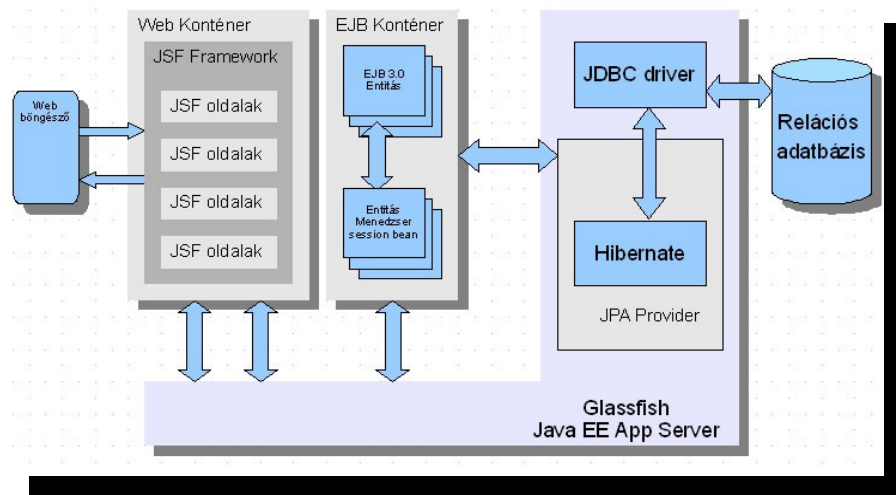 Web Konténer
JSF Framework
JSF oldalak
JSF oldalak
JSF oldalak
JSF oldalak
Web
böngésző
EJB Konténer
EJB 3.0
Entitás
Entitás
Menedzser
session bean
JDBC driver
Hibernate
JPA Provider
Relációs
adatbázis
Glassfish
Java EE App Server